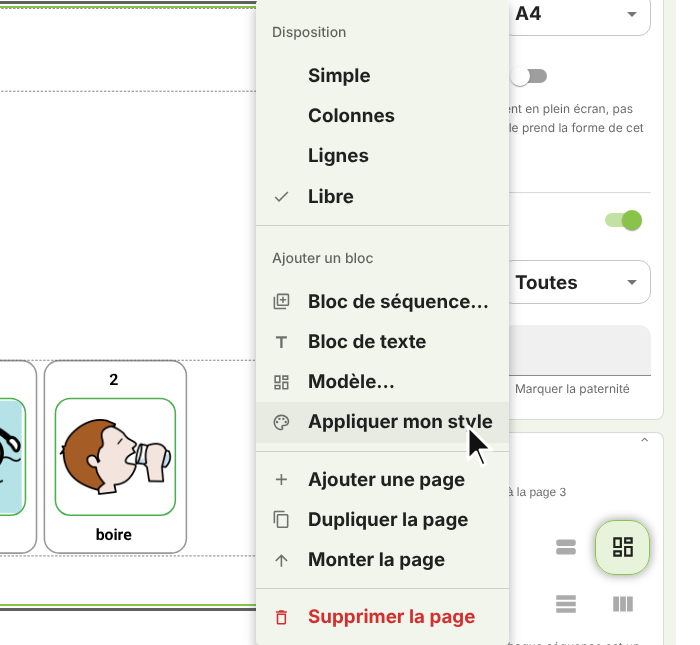 Disposition
Simple
Colonnes
Lignes
Libre
Ajouter un bloc
Bloc de séquence...
Bloc de texte
Modèle...
Appliquer mon style
Ajouter une page
Dupliquer la page
Monter la page
Supprimer la page
2
boire
A4
en plein écran, pas
le prend la forme de cet
Toutes
Marquer la paternité
à la page 3